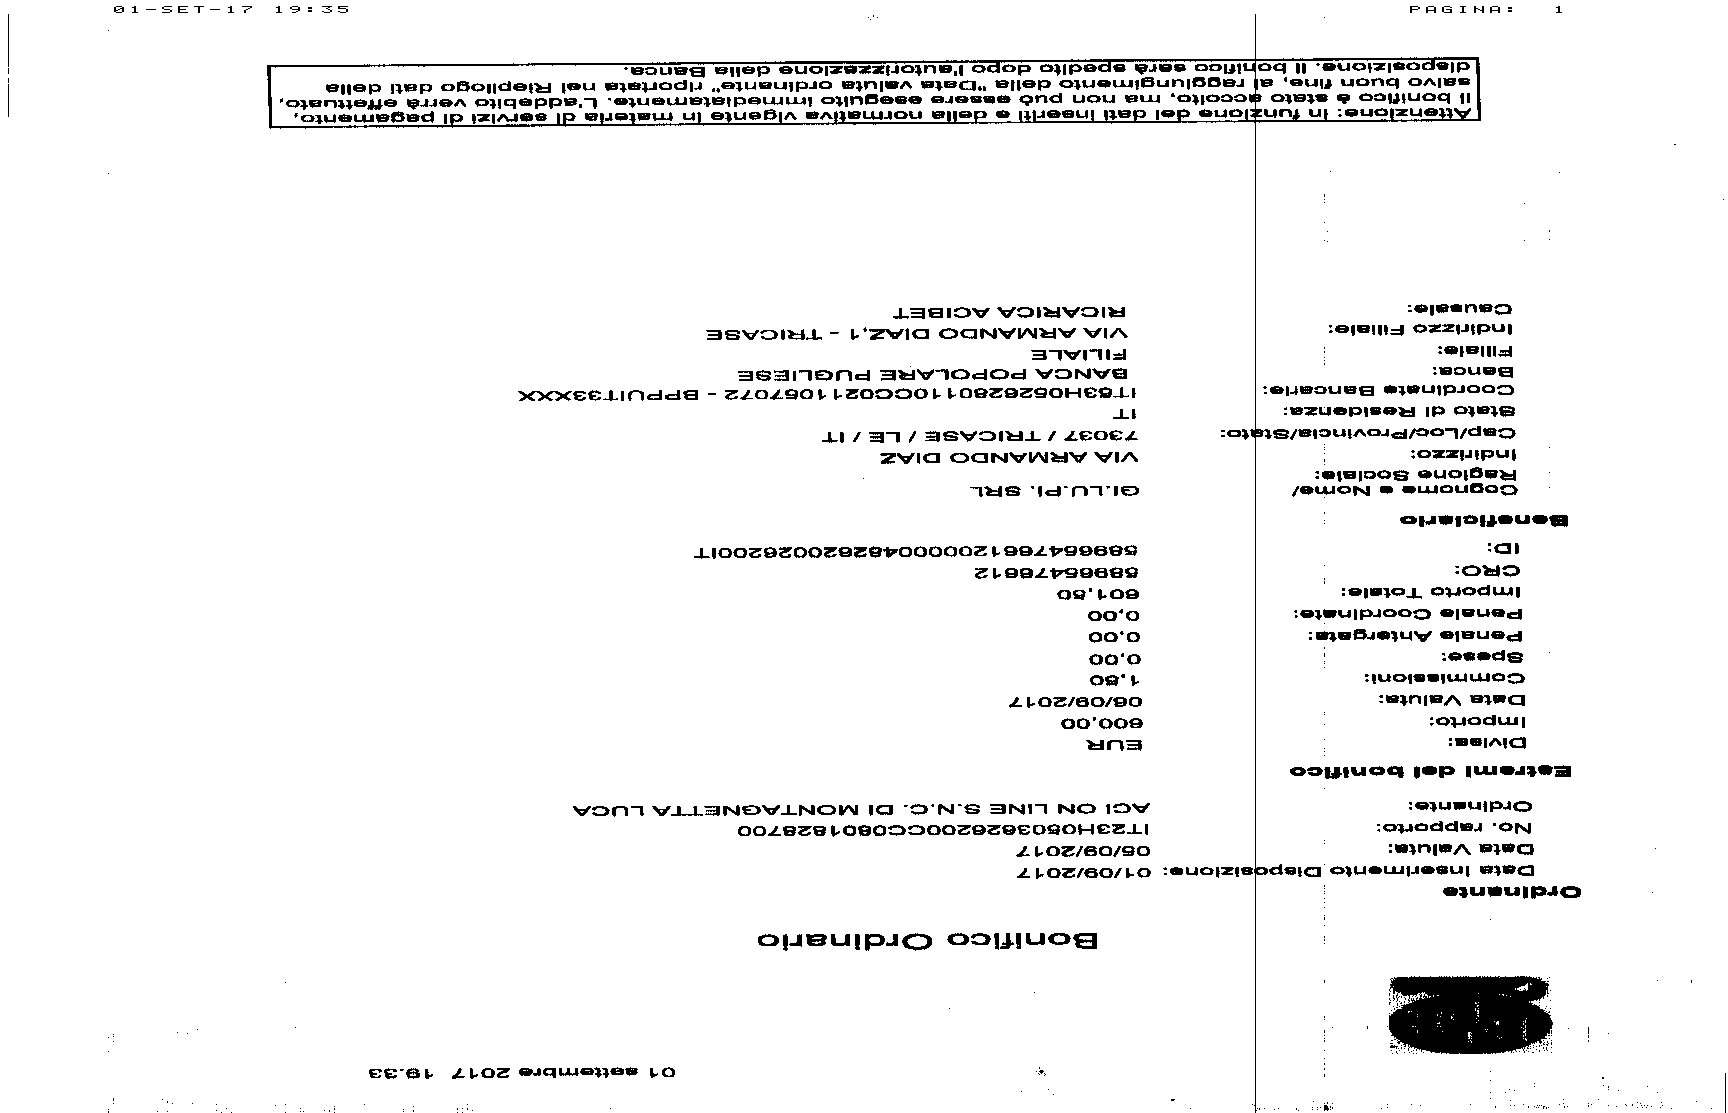 01-SET-17 19:35 PAGINA: 1
01 settembre 2017 19.33
Bonifico Ordinario
Ordinante
Data Inserimento Disposizione: 01/09/2017
Data Valuta: 05/09/2017
No. rapporto: IT23H0503626200CC0801828700
Ordinante: ACI ON LINE S.N.C. DI MONTAGNETTA LUCA
Estremi del bonifico
Divisa: EUR
Importo: 600,00
Data Valuta: 06/09/2017
Commissioni: 1,50
Spese: 0,00
Penale Antergata: 0,00
Penale Coordinate: 0,00
Importo Totale: 601,50
CRO:
ID:
Beneficiario
Cognome e Nome/ GI.LU.PI. SRL
Ragione Sociale:
Indirizzo: VIA ARMANDO DIAZ
Cap/Loc/Provincia/Stato: 73037 / TRICASE / LE / IT
Stato di Residenza: IT
Coordinate Bancarie: IT53H0526280110CC0211067072 - BPPUIT33XXX
Banca: BANCA POPOLARE PUGLIESE
Filiale: FILIALE
Indirizzo Filiale: VIA ARMANDO DIAZ,1 - TRICASE
Causale: RICARICA ACIBET
Attenzione: in funzione dei dati inseriti e della normativa vigente in materia di servizi di pagamento,
il bonifico è stato accolto, ma non può essere eseguito immediatamente. L'addebito verrà effettuato,
salvo buon fine, al raggiungimento della "Data valuta ordinante" riportata nel Riepilogo dati della
disposizione. Il bonifico sarà spedito dopo l'autorizzazione della Banca.